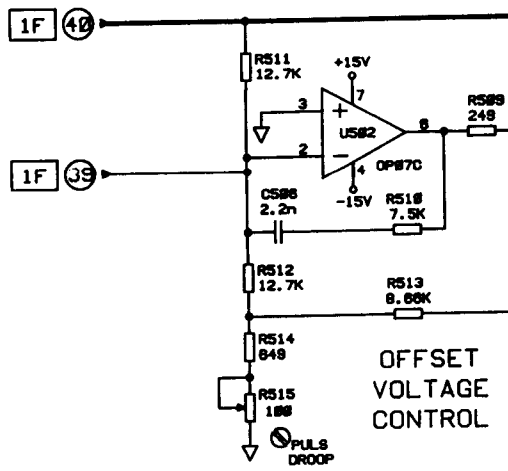 1F 40
R511
12.7K
+15V
3
7
+
U502
6
R509
249
2
-
4
OP07C
1F 39
-15V
C506
2.2n
R510
7.5K
R512
12.7K
R513
8.66K
R514
649
R515
100
PULS
DROOP
OFFSET
VOLTAGE
CONTROL